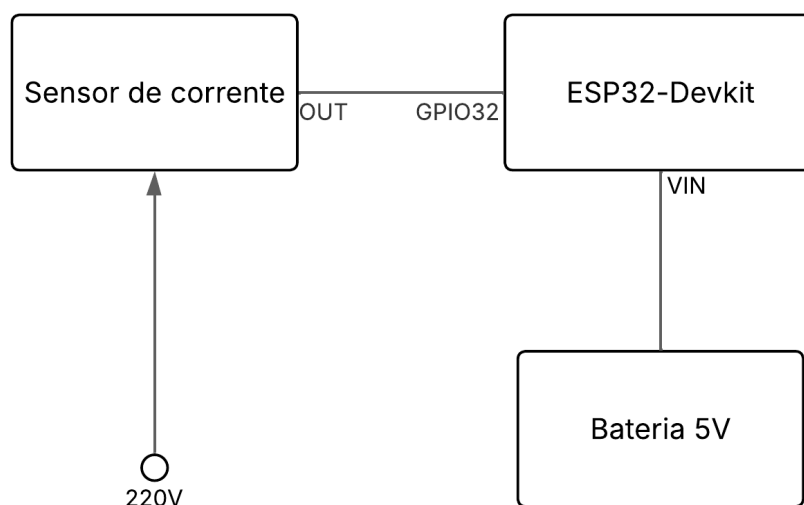 Sensor de corrente
ESP32-Devkit
OUT
GPIO32
VIN
Bateria 5V
220V